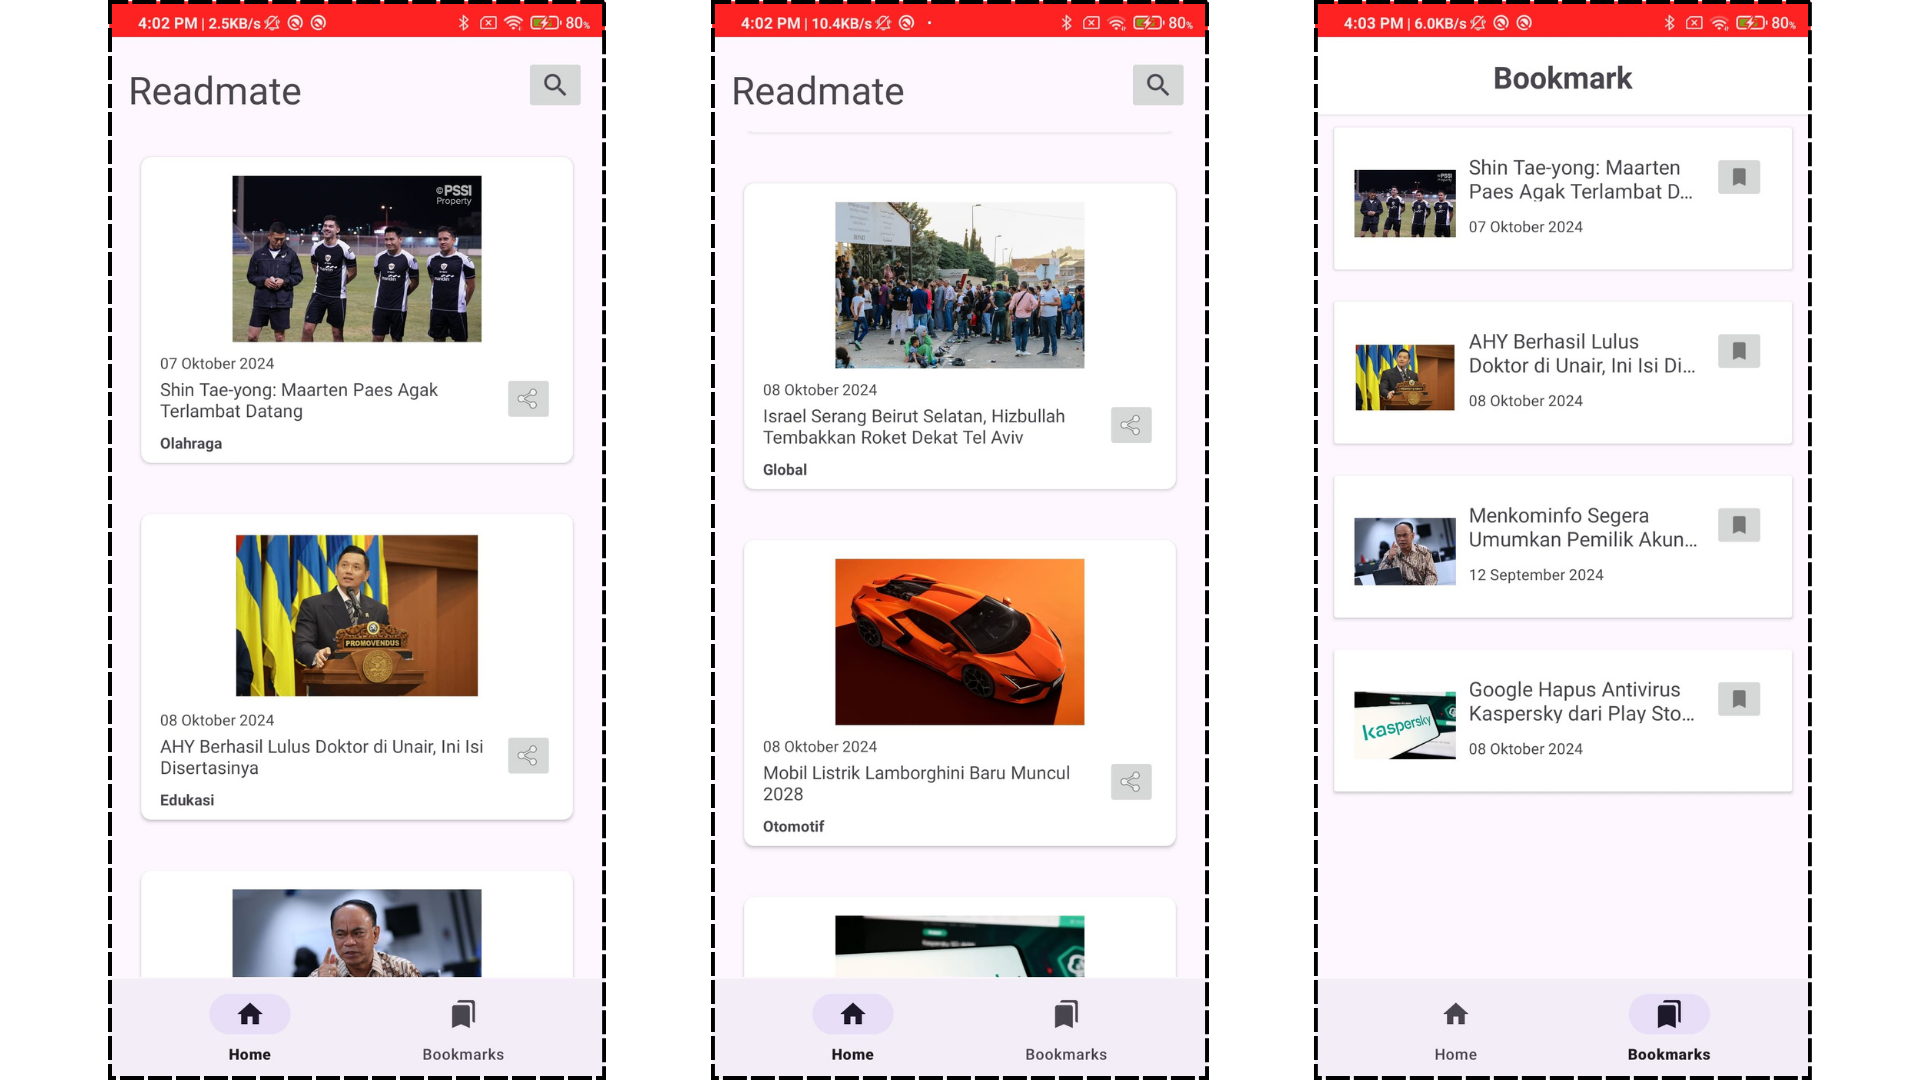 4:02 PM | 2.5KB/s
80%
Readmate
©PSSI
Property
07 Oktober 2024
Shin Tae-yong: Maarten Paes Agak
Terlambat Datang
Olahraga
PROMOVENDUS
08 Oktober 2024
AHY Berhasil Lulus Doktor di Unair, Ini Isi
Disertasinya
Edukasi
Home
Bookmarks
4:02 PM | 10.4KB/s
80%
Readmate
08 Oktober 2024
Israel Serang Beirut Selatan, Hizbullah
Tembakkan Roket Dekat Tel Aviv
Global
08 Oktober 2024
Mobil Listrik Lamborghini Baru Muncul
2028
Otomotif
Home
Bookmarks
4:03 PM | 6.0KB/s
80%
Bookmark
Shin Tae-yong: Maarten
Paes Agak Terlambat D...
07 Oktober 2024
AHY Berhasil Lulus
Doktor di Unair, Ini Isi Di...
08 Oktober 2024
Menkominfo Segera
Umumkan Pemilik Akun...
12 September 2024
kaspersky
Google Hapus Antivirus
Kaspersky dari Play Sto...
08 Oktober 2024
Home
Bookmarks